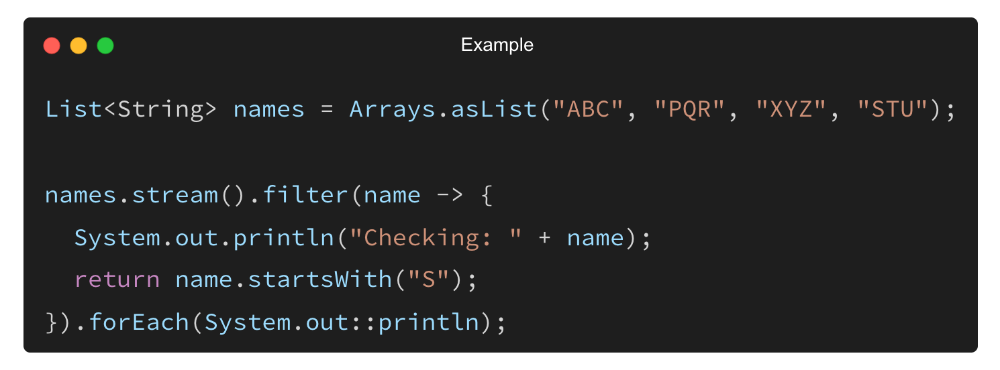 Example
List<String> names = Arrays.asList("ABC", "PQR", "XYZ", "STU");
names.stream().filter(name -> {
  System.out.println("Checking: " + name);
  return name.startsWith("S");
}).forEach(System.out::println);